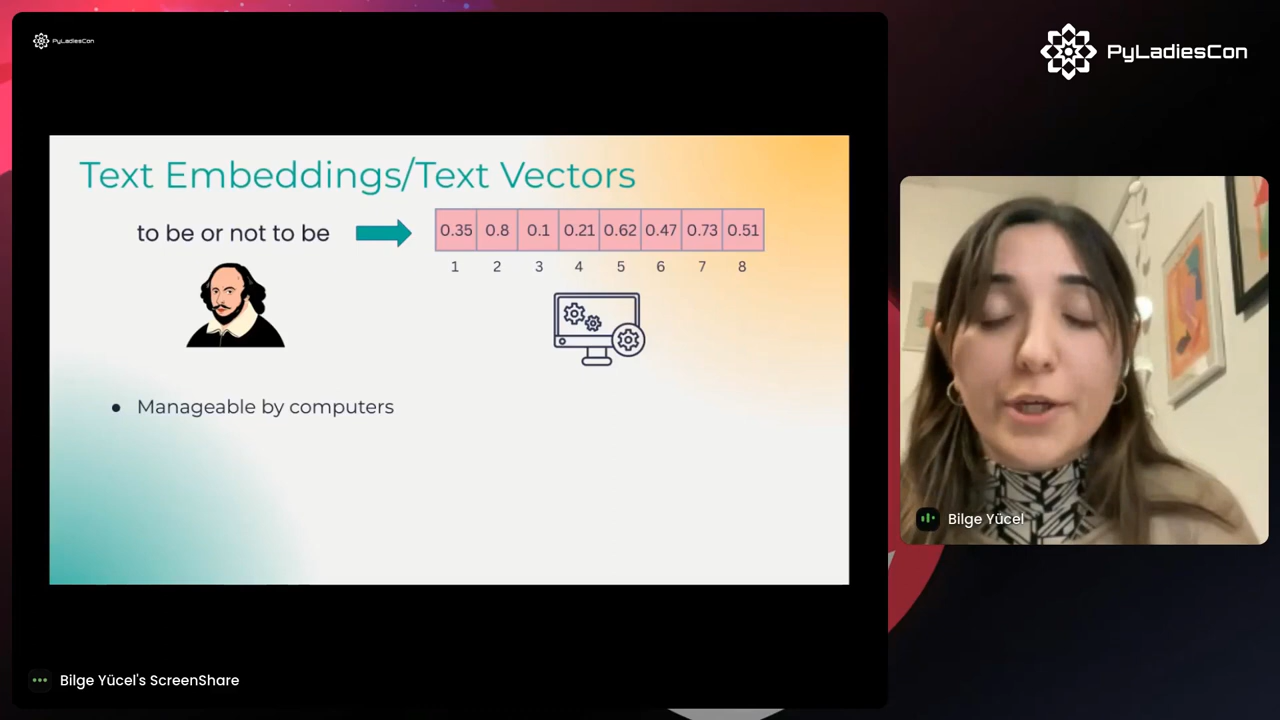 PyLadiesCon
PyLadiesCon
Text Embeddings/Text Vectors
to be or not to be
0.35 0.8 0.1 0.21 0.62 0.47 0.73 0.51
1 2 3 4 5 6 7 8
● Manageable by computers
Bilge Yücel
Bilge Yücel's ScreenShare